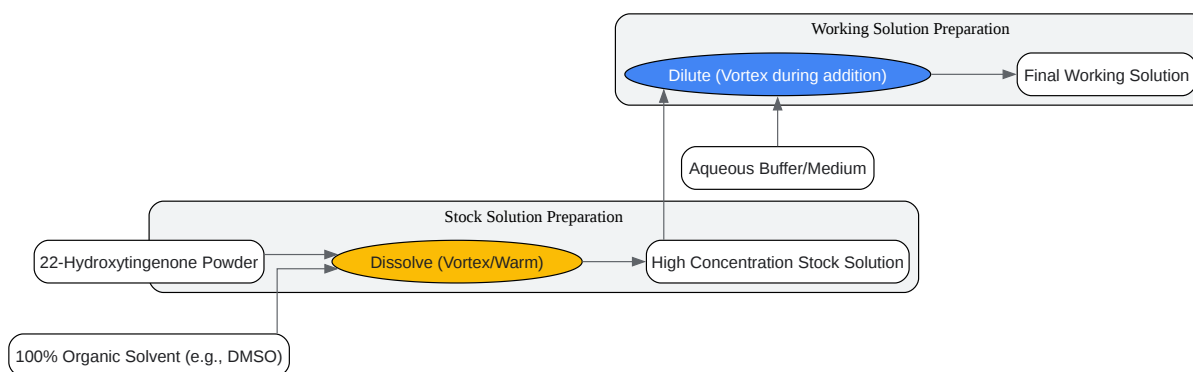 Working Solution Preparation
Dilute (Vortex during addition)
Final Working Solution
Aqueous Buffer/Medium
Stock Solution Preparation
22-Hydroxytingenone Powder
Dissolve (Vortex/Warm)
High Concentration Stock Solution
100% Organic Solvent (e.g., DMSO)